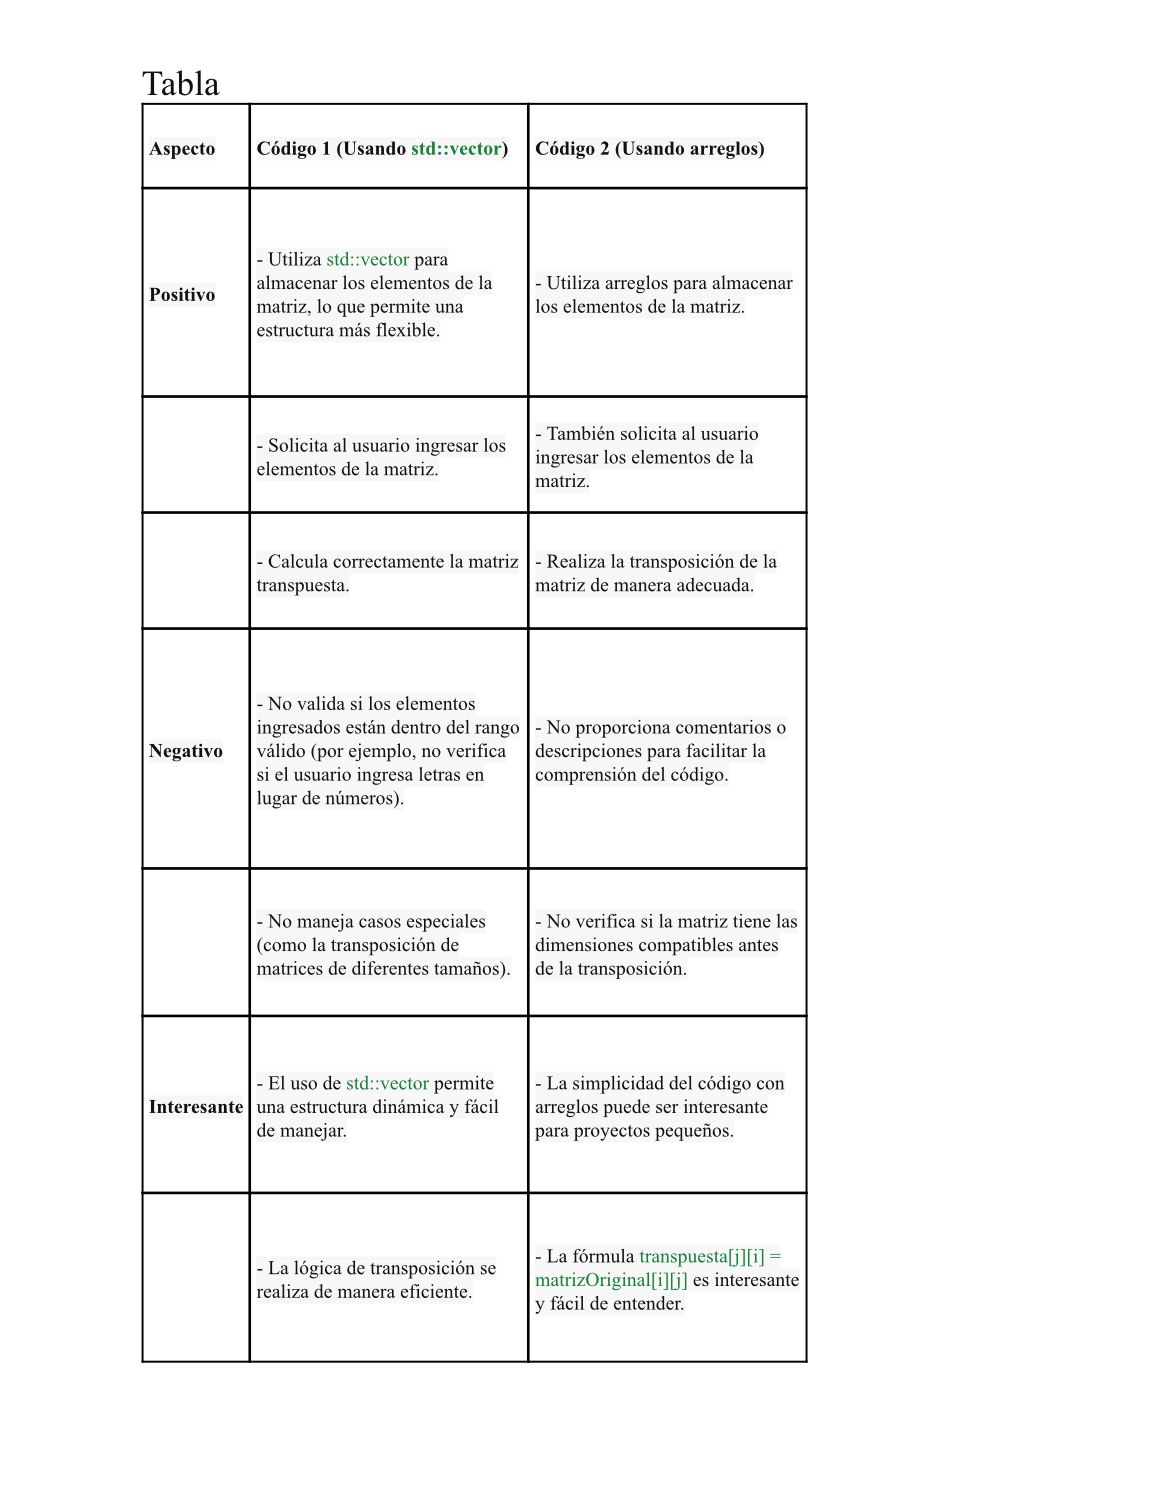 Tabla
Aspecto
Código 1 (Usando std::vector)
Código 2 (Usando arreglos)
Positivo
- Utiliza std::vector para
almacenar los elementos de la
matriz, lo que permite una
estructura más flexible.
- Utiliza arreglos para almacenar
los elementos de la matriz.
- Solicita al usuario ingresar los
elementos de la matriz.
- También solicita al usuario
ingresar los elementos de la
matriz.
- Calcula correctamente la matriz
transpuesta.
- Realiza la transposición de la
matriz de manera adecuada.
Negativo
- No valida si los elementos
ingresados están dentro del rango
válido (por ejemplo, no verifica
si el usuario ingresa letras en
lugar de números).
- No proporciona comentarios o
descripciones para facilitar la
comprensión del código.
- No maneja casos especiales
(como la transposición de
matrices de diferentes tamaños).
- No verifica si la matriz tiene las
dimensiones compatibles antes
de la transposición.
Interesante
- El uso de std::vector permite
una estructura dinámica y fácil
de manejar.
- La simplicidad del código con
arreglos puede ser interesante
para proyectos pequeños.
- La lógica de transposición se
realiza de manera eficiente.
- La fórmula transpuesta[j][i] =
matrizOriginal[i][j] es interesante
y fácil de entender.